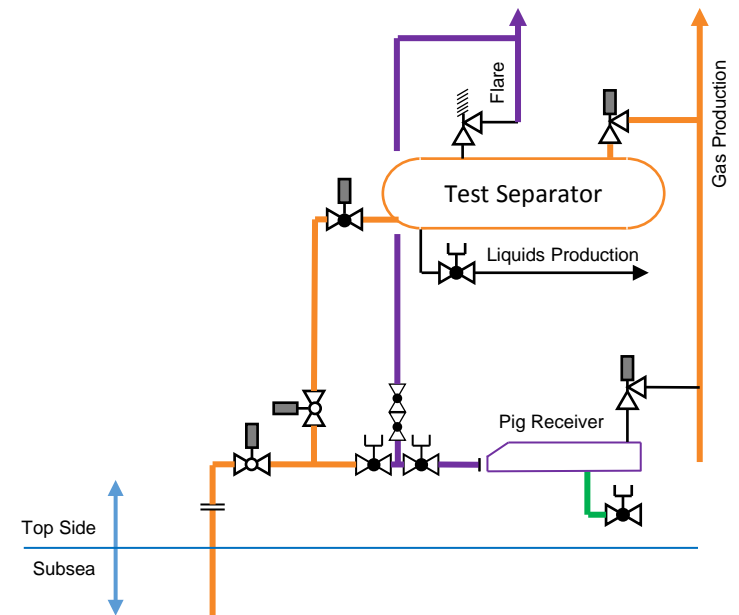 Flare
Gas Production
Test Separator
Liquids Production
Pig Receiver
Top Side
Subsea